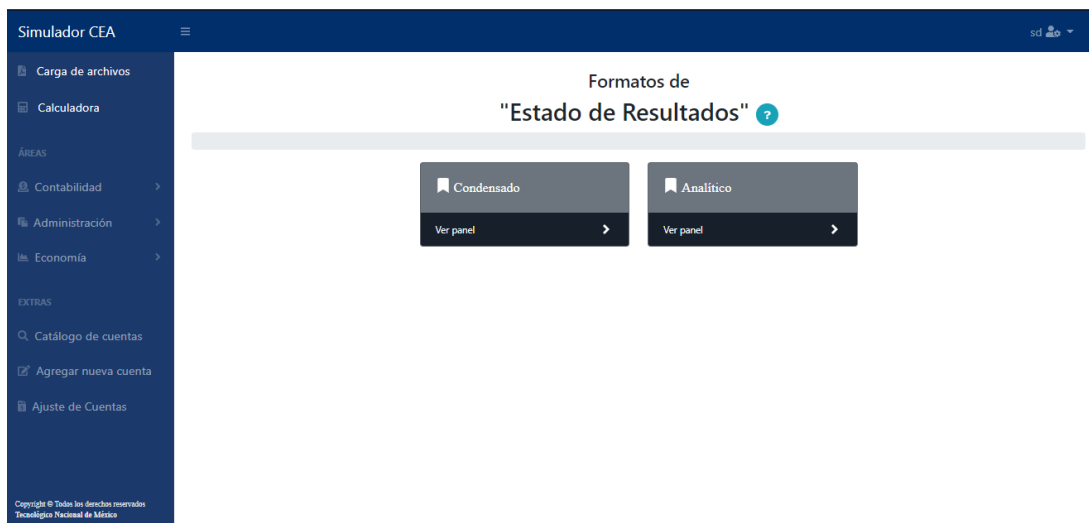 Simulador CEA
sd
Carga de archivos
Calculadora
ÁREAS
Contabilidad
Administración
Economía
EXTRAS
Catálogo de cuentas
Agregar nueva cuenta
Ajuste de Cuentas
Copyright © Todos los derechos reservados
Tecnológico Nacional de México
Formatos de
"Estado de Resultados" ?
Condensado
Ver panel
Analítico
Ver panel